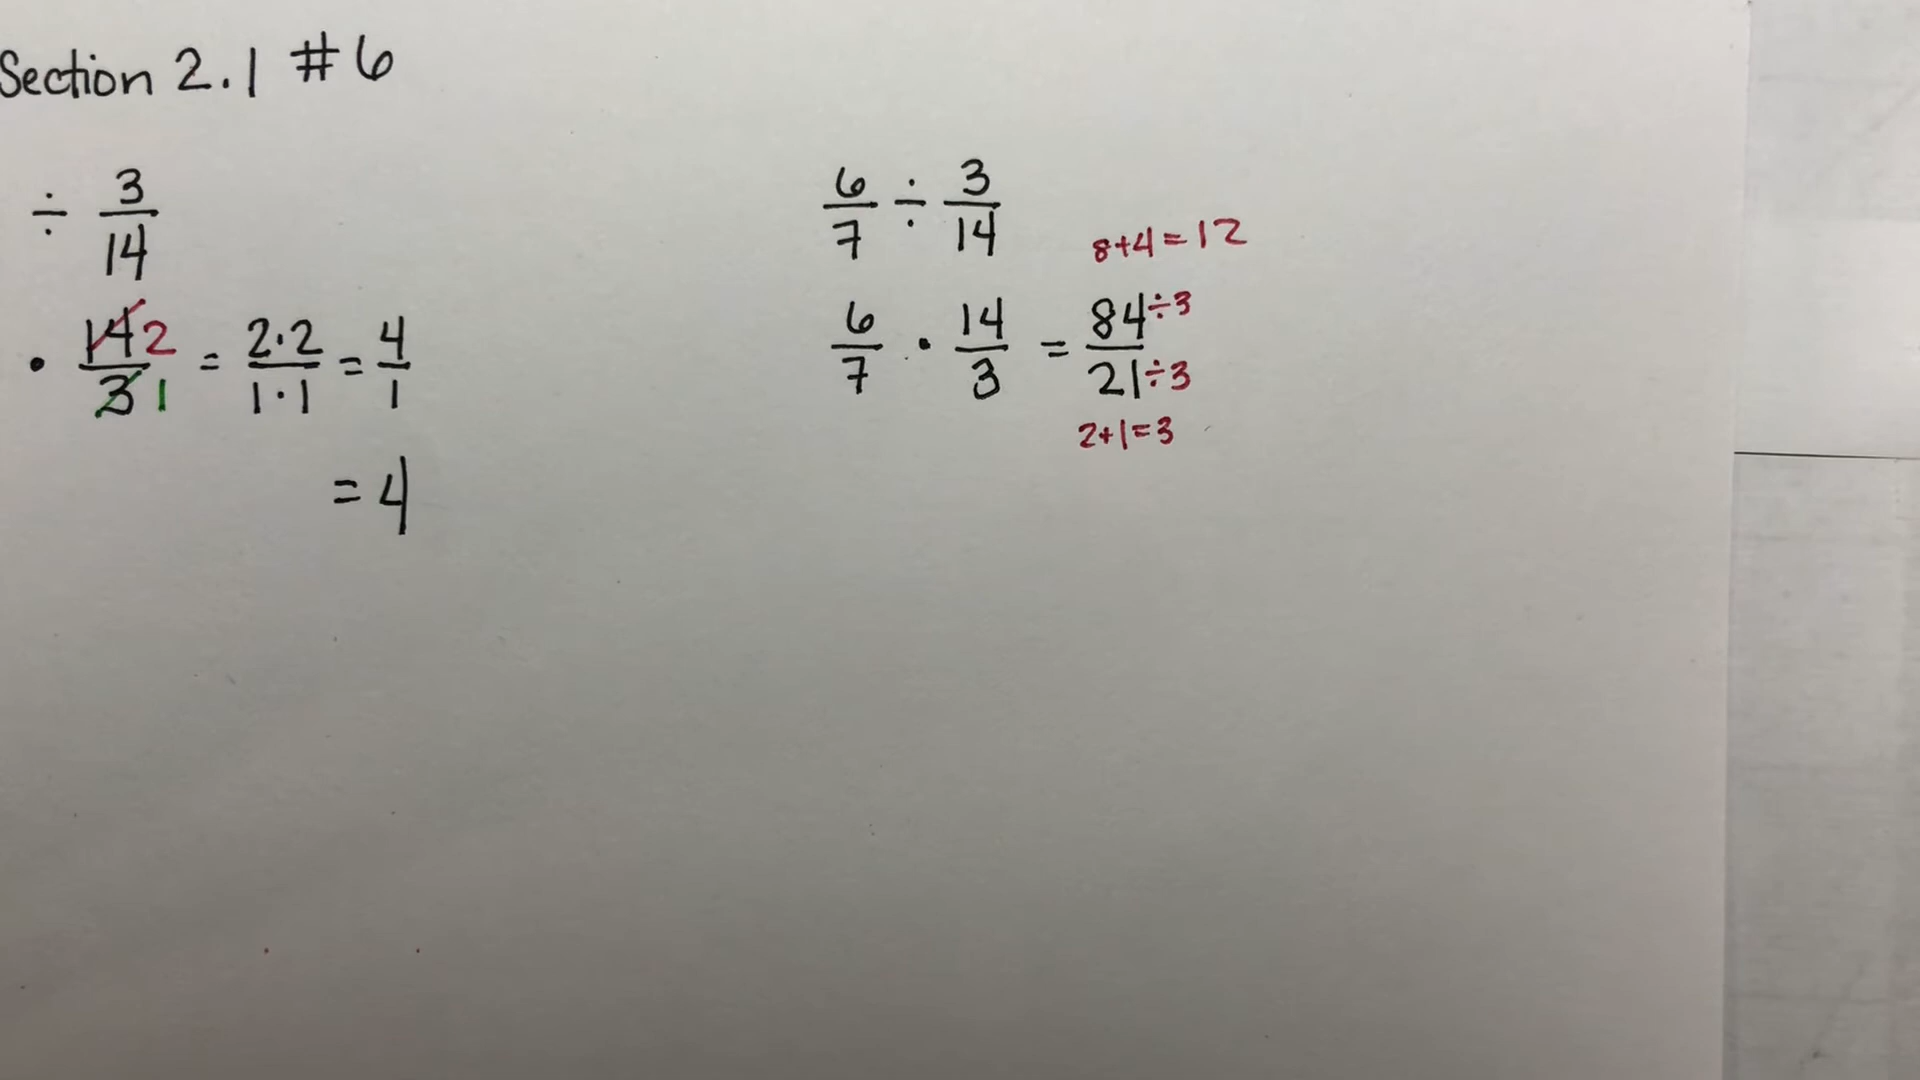 Section 2.1 #6
÷ 3/14
• 14 2/3 1 = 2·2/1·1 = 4/1
= 4
6/7 ÷ 3/14
8+4=12
6/7 • 14/3 = 84÷3/21÷3
2+1=3